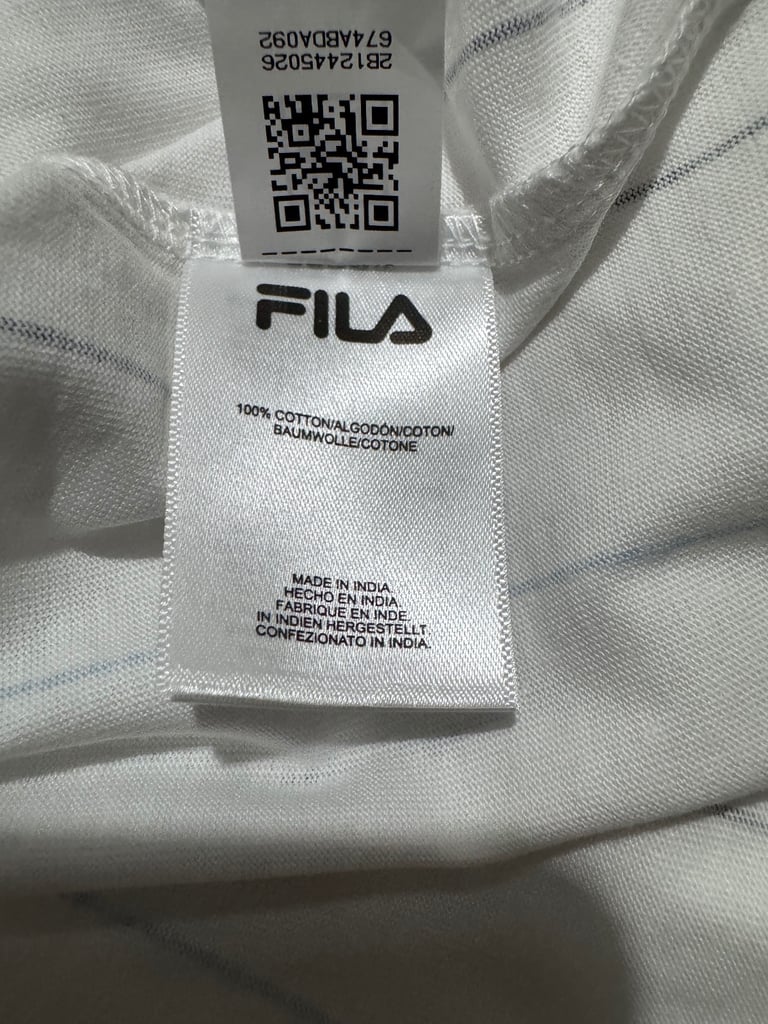 2B12445026
674ABDA092
FILA
100% COTTON/ALGODÓN/COTON/
BAUMWOLLE/COTONE
MADE IN INDIA.
HECHO EN INDIA.
FABRIQUE EN INDE.
IN INDIEN HERGESTELLT.
CONFEZIONATO IN INDIA.